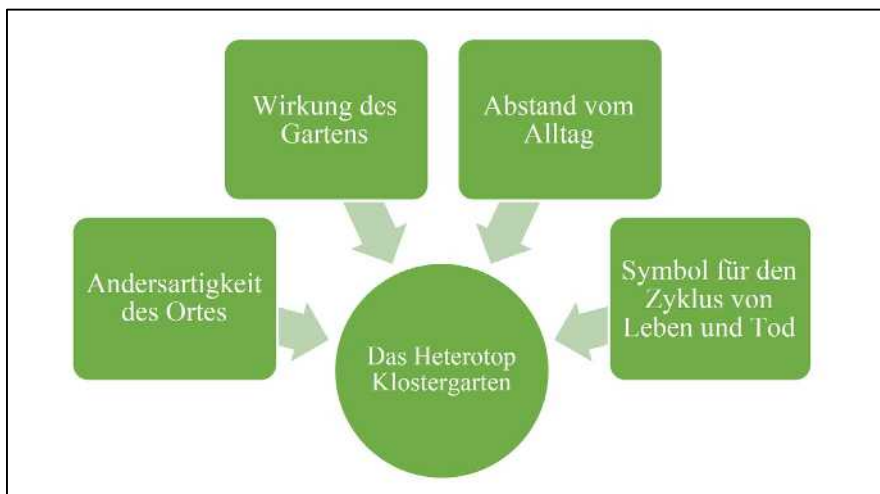 Wirkung des
Gartens
Abstand vom
Alltag
Andersartigkeit
des Ortes
Symbol für den
Zyklus von
Leben und Tod
Das Heterotop
Klostergarten